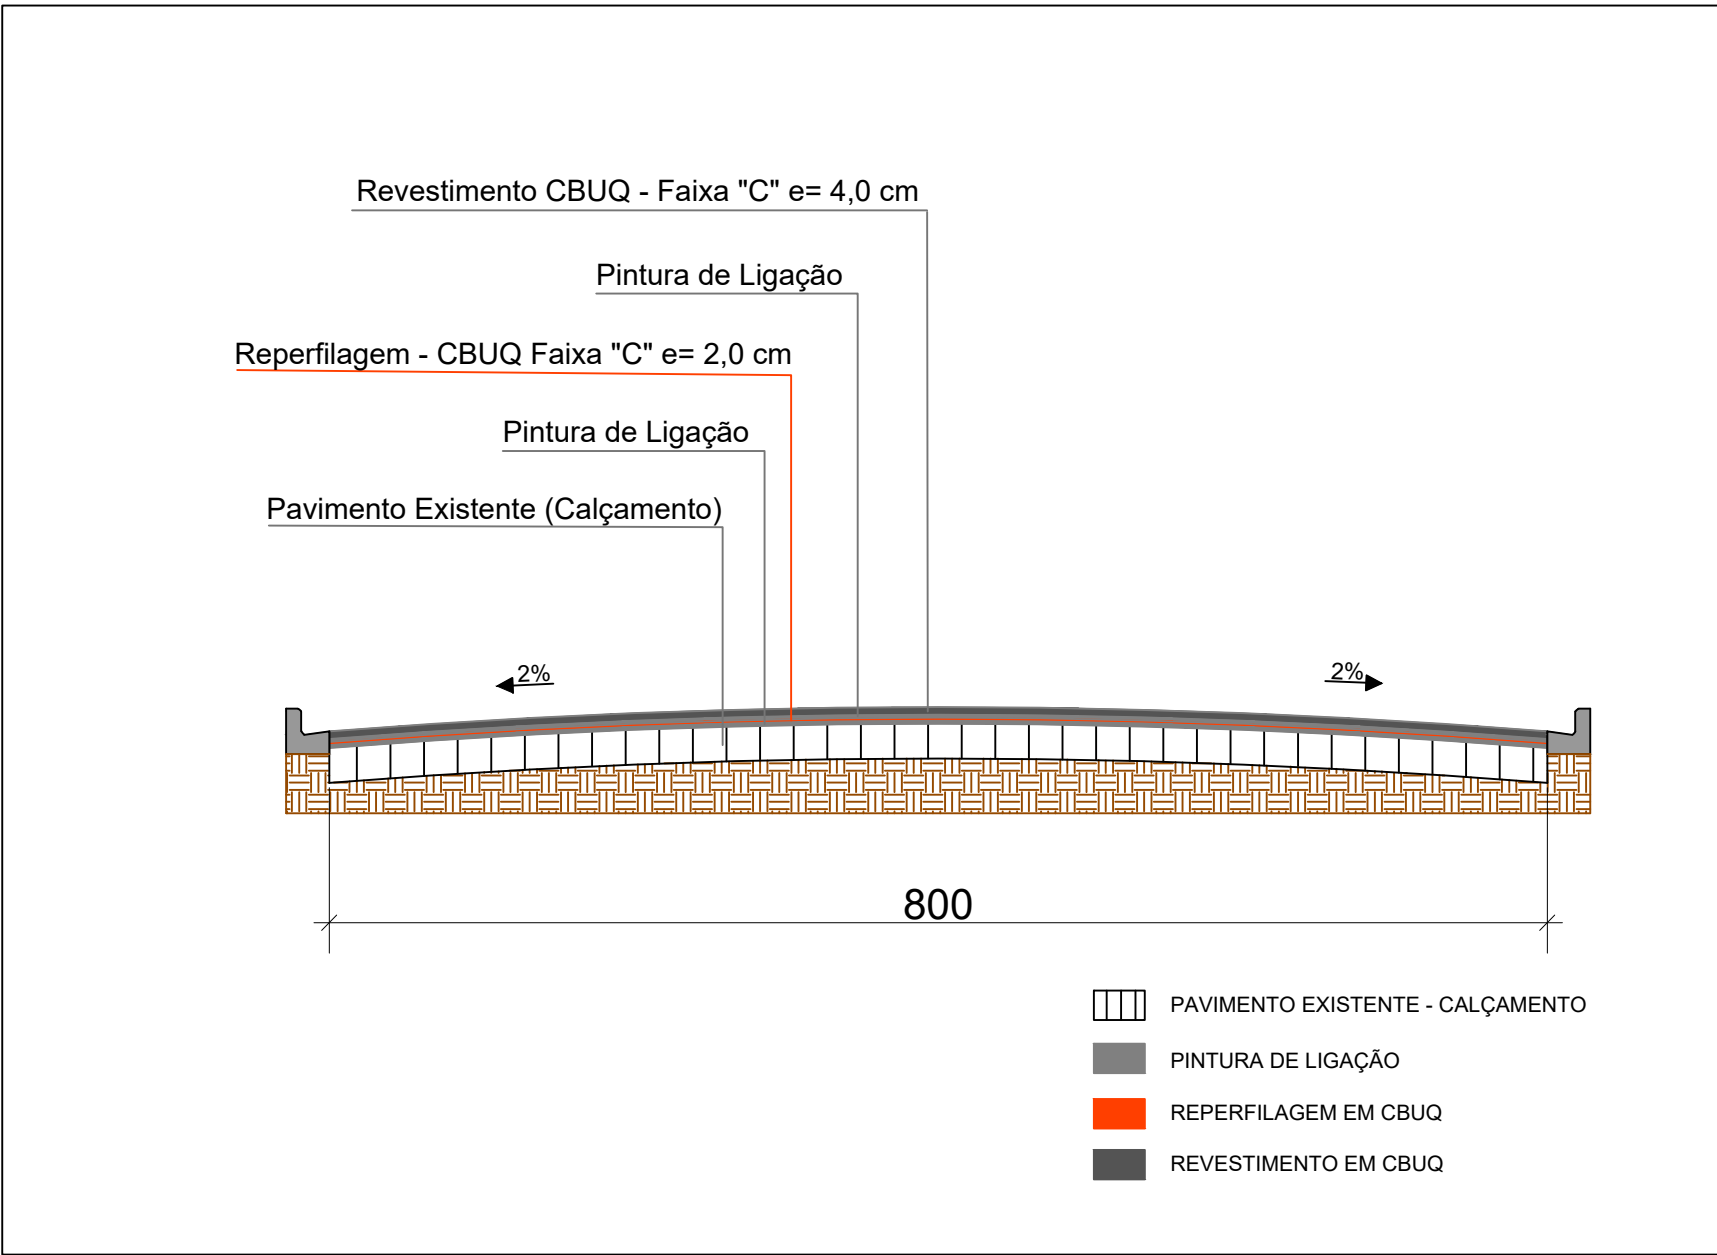 Revestimento CBUQ - Faixa "C" e= 4,0 cm
Pintura de Ligação
Reperfilagem - CBUQ Faixa "C" e= 2,0 cm
Pintura de Ligação
Pavimento Existente (Calçamento)
2%
2%
800
PAVIMENTO EXISTENTE - CALÇAMENTO
PINTURA DE LIGAÇÃO
REPERFILAGEM EM CBUQ
REVESTIMENTO EM CBUQ